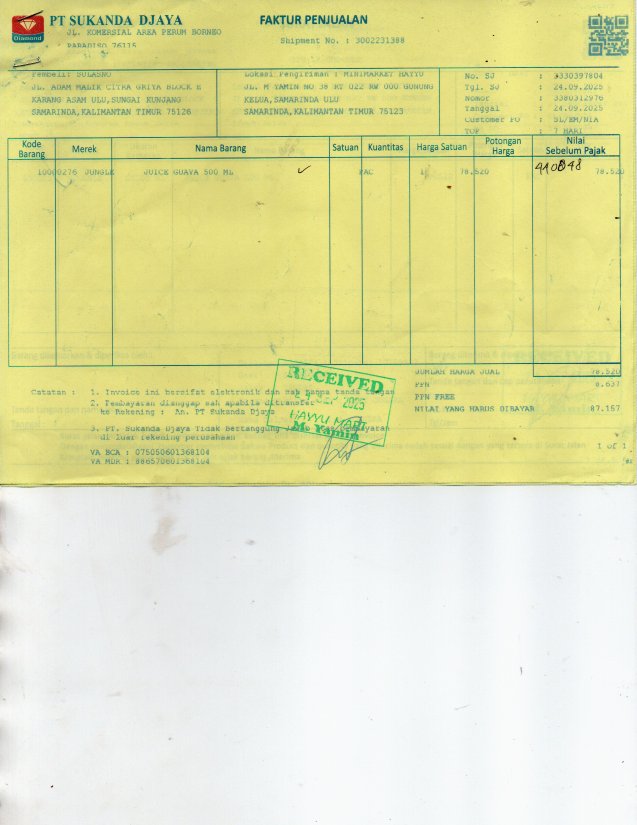 PT SUKANDA DJAYA
FAKTUR PENJUALAN
JL. KOMERSIAL AREA PERUM BORNEO
PARADISO 76115
Shipment No. : 3002231388
Diamond
Pembeli: SULASNO
JL. ADAM MALIK CITRA GRIYA BLOCK E
KARANG ASAM ULU,SUNGAI KUNJANG
SAMARINDA,KALIMANTAN TIMUR 75126
Lokasi Pengiriman : MINIMARKET HAYYU
JL. M YAMIN NO 38 RT 022 RW 000 GUNUNG
KELUA,SAMARINDA ULU
SAMARINDA,KALIMANTAN TIMUR 75123
No. SJ : 3330397804
Tgl. SJ : 24.09.2025
Nomor : 3380312976
Tanggal : 24.09.2025
Customer PO : SL/EM/NIA
TOP : 7 HARI
Kode Barang Merek Nama Barang Satuan Kuantitas Harga Satuan Potongan Harga Nilai Sebelum Pajak
10008276 JUNGLE JUICE GUAVA 500 ML PAC 1 78.520 78.520
JUMLAH HARGA JUAL 78.520
PPN 8.637
PPN FREE
NILAI YANG HARUS DIBAYAR 87.157
Catatan : 1. Invoice ini bersifat elektronik dan sah tanpa tanda tangan
2. Pembayaran dianggap sah apabila ditransfer
ke Rekening : An. PT Sukanda Djaya
3. PT. Sukanda Djaya Tidak Bertanggung pembayaran
di luar rekening perusahaan
VA BCA : 075050601368104
VA MDR : 886570601368104
RECEIVED
SEP 2025
HAYYU MART
M. Yamin
1 of 1